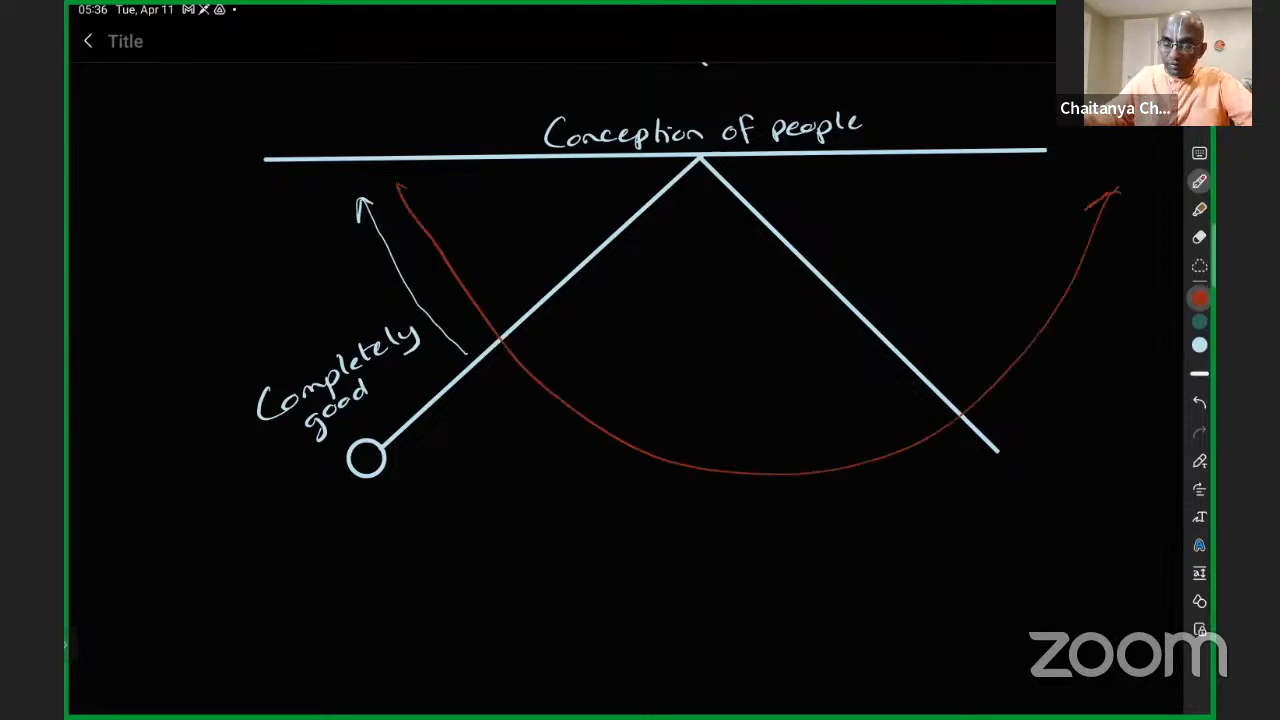 05:36 Tue, Apr 11
Title
Chaitanya Ch...
Conception of people
Completely
good
zoom